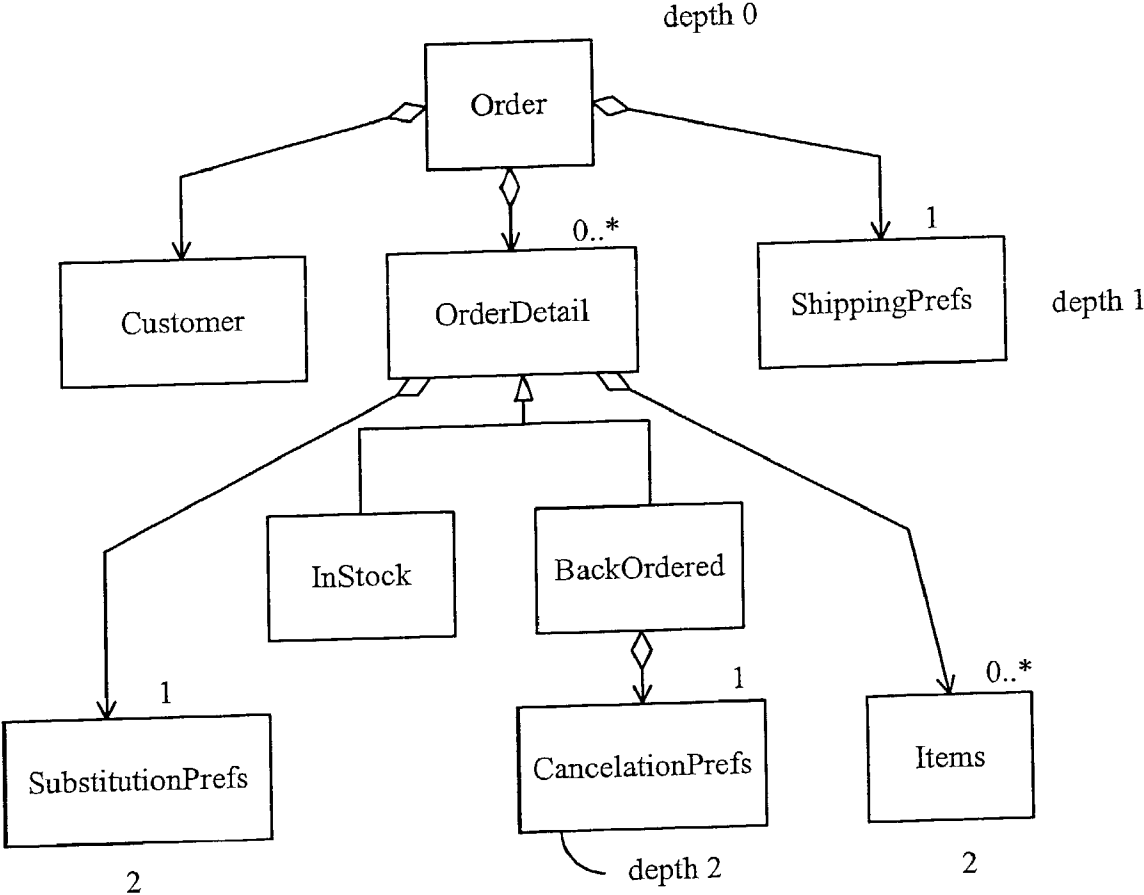 depth 0
Order
0..*
1
Customer
OrderDetail
ShippingPrefs
depth 1
InStock
BackOrdered
1
1
0..*
SubstitutionPrefs
CancelationPrefs
Items
2
depth 2
2